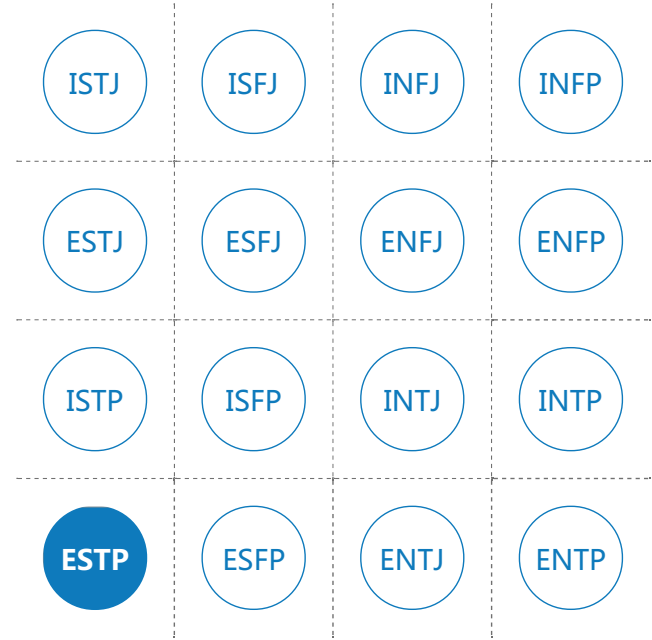 ISTJ ISFJ INFJ INFP
ESTJ ESFJ ENFJ ENFP
ISTP ISFP INTJ INTP
ESTP ESFP ENTJ ENTP